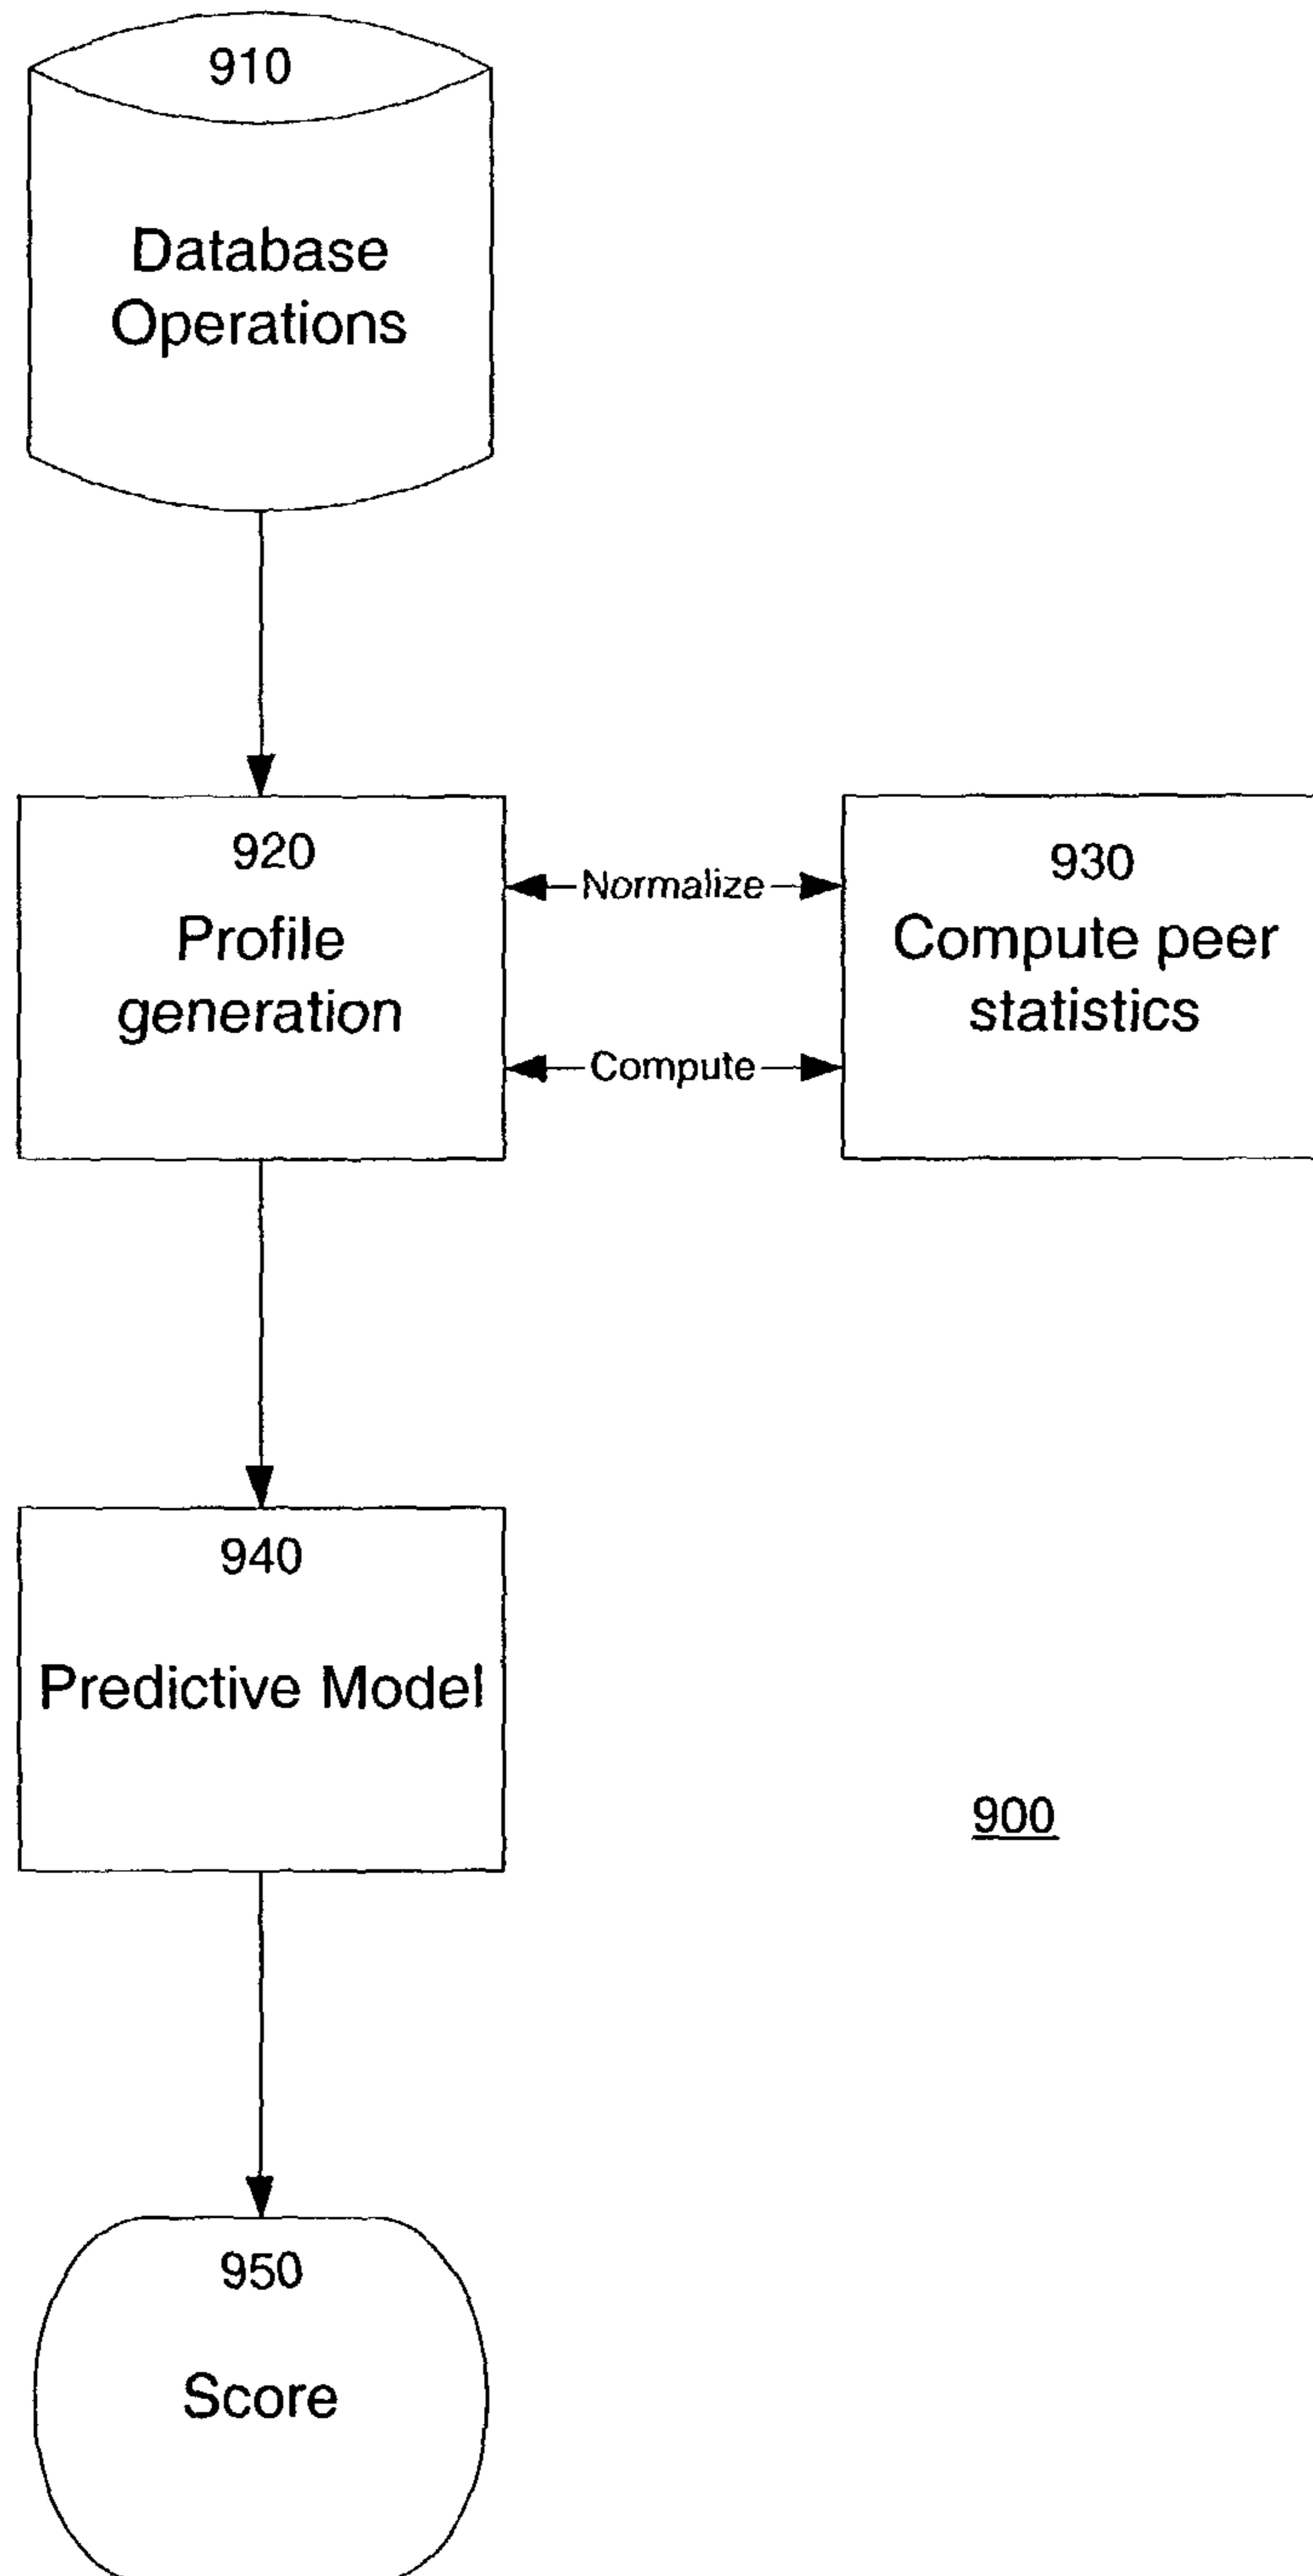 910
Database
Operations
920
Profile
generation
Normalize
Compute
930
Compute peer
statistics
940
Predictive Model
900
950
Score